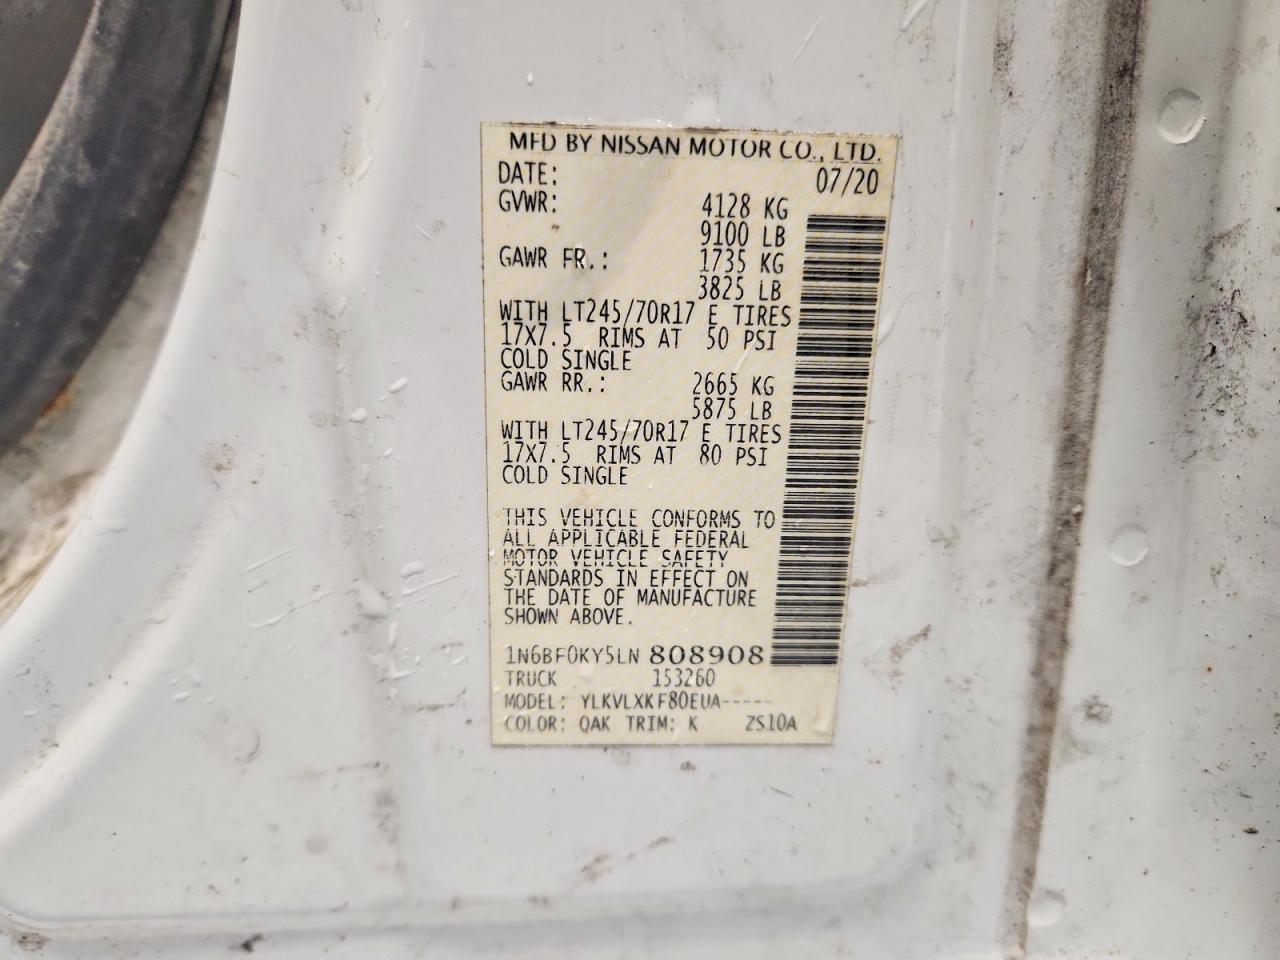 MFD BY NISSAN MOTOR CO., LTD.
DATE: 07/20
GVWR: 4128 KG
9100 LB
GAWR FR.: 1735 KG
3825 LB
WITH LT245/70R17 E TIRES
17X7.5 RIMS AT 50 PSI
COLD SINGLE
GAWR RR.: 2665 KG
5875 LB
WITH LT245/70R17 E TIRES
17X7.5 RIMS AT 80 PSI
COLD SINGLE
THIS VEHICLE CONFORMS TO
ALL APPLICABLE FEDERAL
MOTOR VEHICLE SAFETY
STANDARDS IN EFFECT ON
THE DATE OF MANUFACTURE
SHOWN ABOVE.
1N6BF0KY5LN 808908
TRUCK 153260
MODEL: YLKVLXKF80EUA-----
COLOR: QAK TRIM: K ZS10A